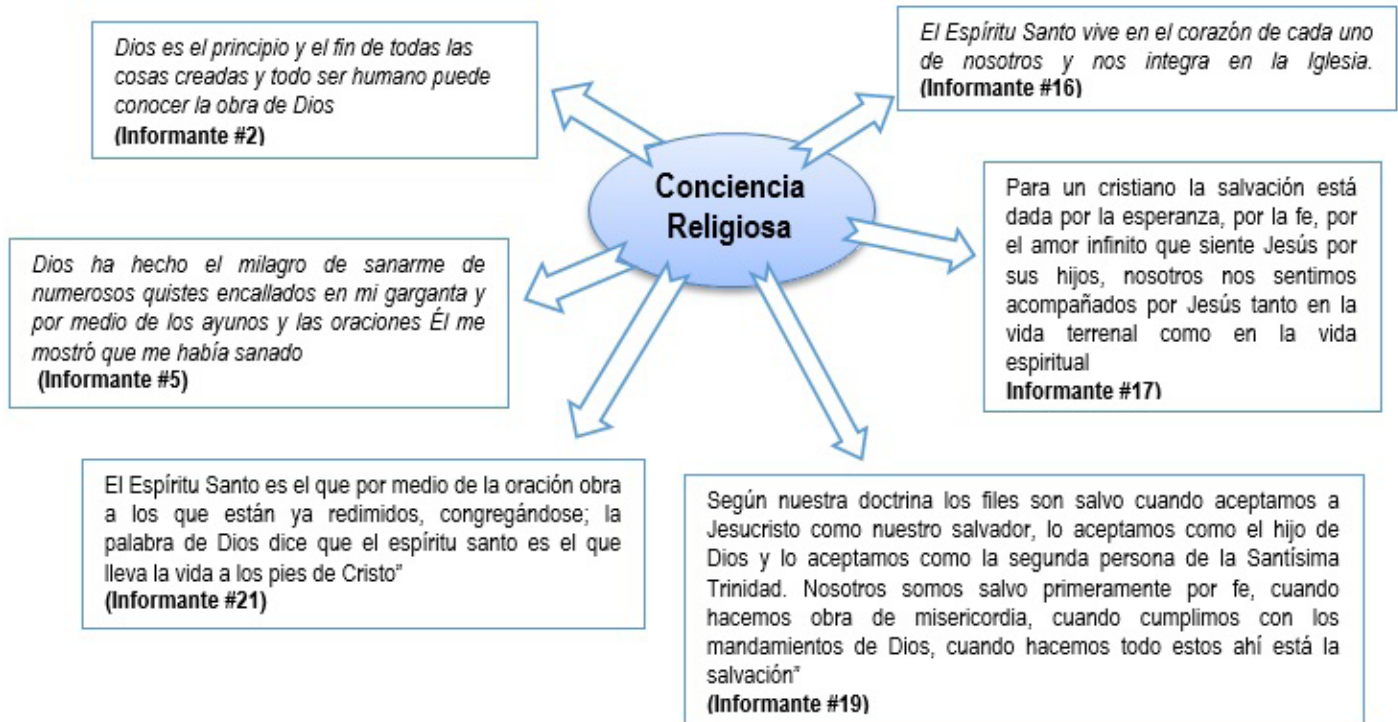 Dios es el principio y el fin de todas las
cosas creadas y todo ser humano puede
conocer la obra de Dios
(Informante #2)
El Espíritu Santo vive en el corazón de cada uno
de nosotros y nos integra en la Iglesia.
(Informante #16)
Conciencia
Religiosa
Para un cristiano la salvación está
dada por la esperanza, por la fe, por
el amor infinito que siente Jesús por
sus hijos, nosotros nos sentimos
acompañados por Jesús tanto en la
vida terrenal como en la vida
espiritual
Informante #17)
Dios ha hecho el milagro de sanarme de
numerosos quistes encallados en mi garganta y
por medio de los ayunos y las oraciones Él me
mostró que me había sanado
(Informante #5)
El Espíritu Santo es el que por medio de la oración obra
a los que están ya redimidos, congregándose; la
palabra de Dios dice que el espíritu santo es el que
lleva la vida a los pies de Cristo”
(Informante #21)
Según nuestra doctrina los files son salvo cuando aceptamos a
Jesucristo como nuestro salvador, lo aceptamos como el hijo de
Dios y lo aceptamos como la segunda persona de la Santísima
Trinidad. Nosotros somos salvo primeramente por fe, cuando
hacemos obra de misericordia, cuando cumplimos con los
mandamientos de Dios, cuando hacemos todo estos ahí está la
salvación”
(Informante #19)